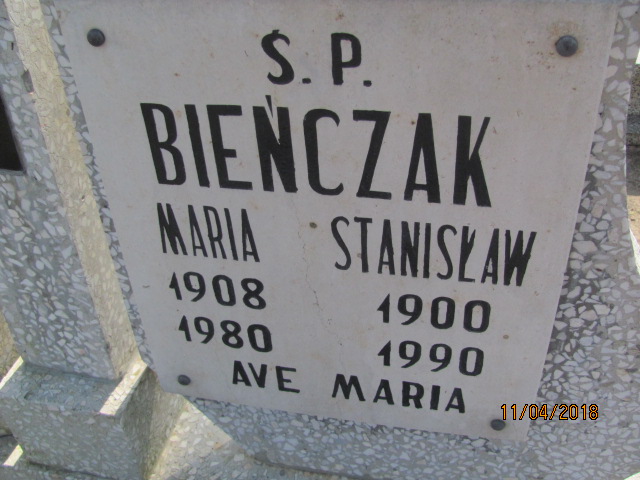 Ś.P.
BIEŃCZAK
MARIA STANISŁAW
1908 1900
1980 1990
AVE MARIA
11/04/2018